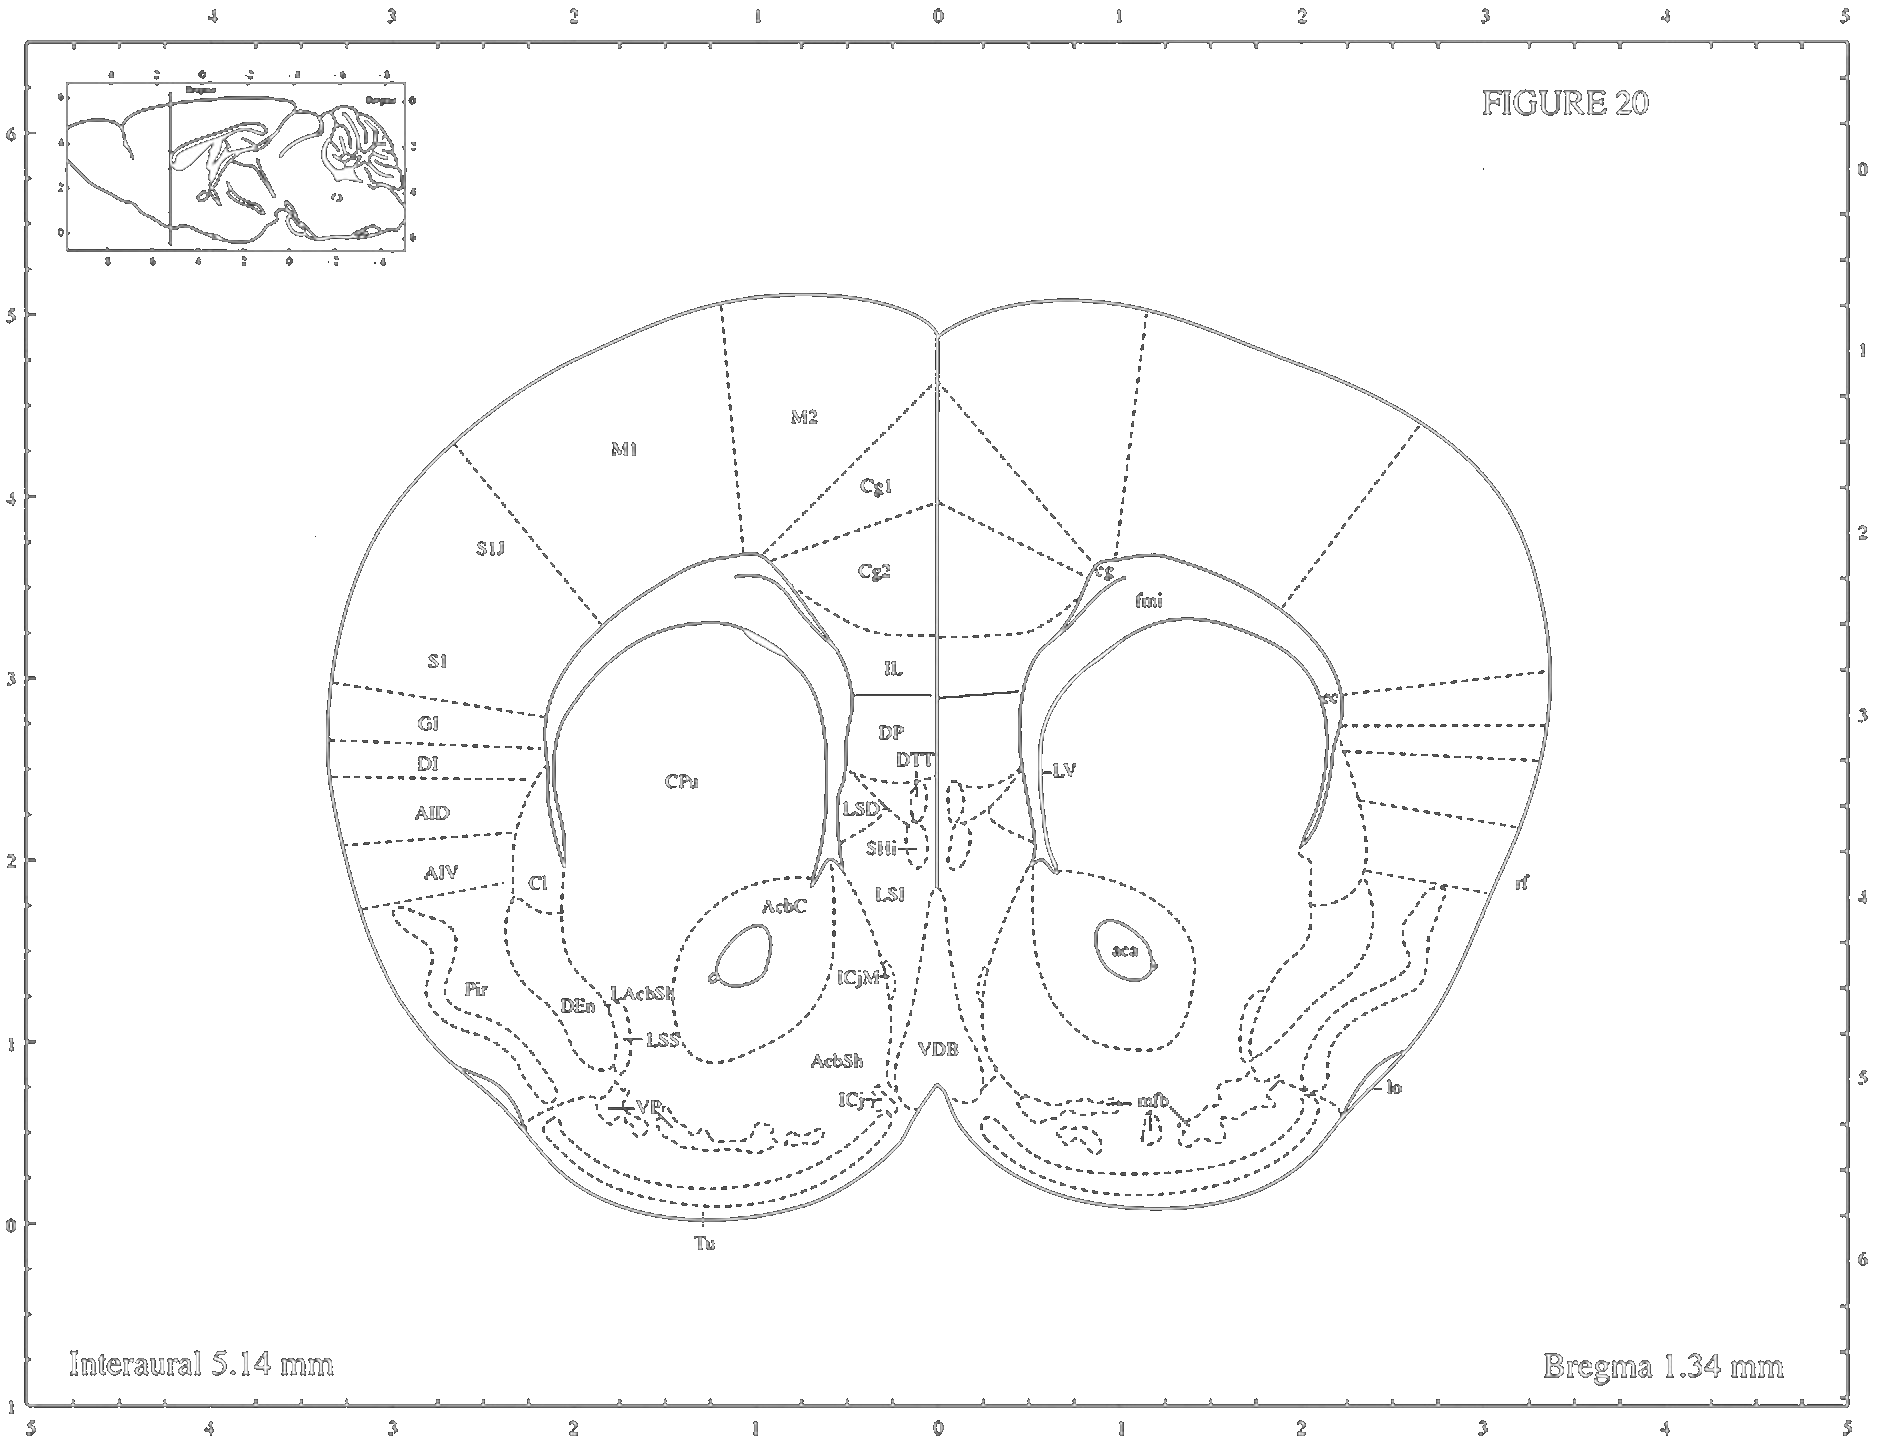 4 3 2 1 0 1 2 3 4 5
FIGURE 20
Bregma
Bregma
6
5
4
3
2
1
0
1
0
1
2
3
4
5
6
M2
M1
Cg1
S1J
Cg2
cg
fmi
S1
IL
ec
GI
DP
DI
DTT
CPu
LV
AID
LSD
SHi
AIV
Cl
LSI
rf
AcbC
aca
ICjM
Pir
LAcbSh
DEn
LSS
VDB
AcbSh
lo
ICj
VP
mfb
Tu
Interaural 5.14 mm
Bregma 1.34 mm
5 4 3 2 1 0 1 2 3 4 5